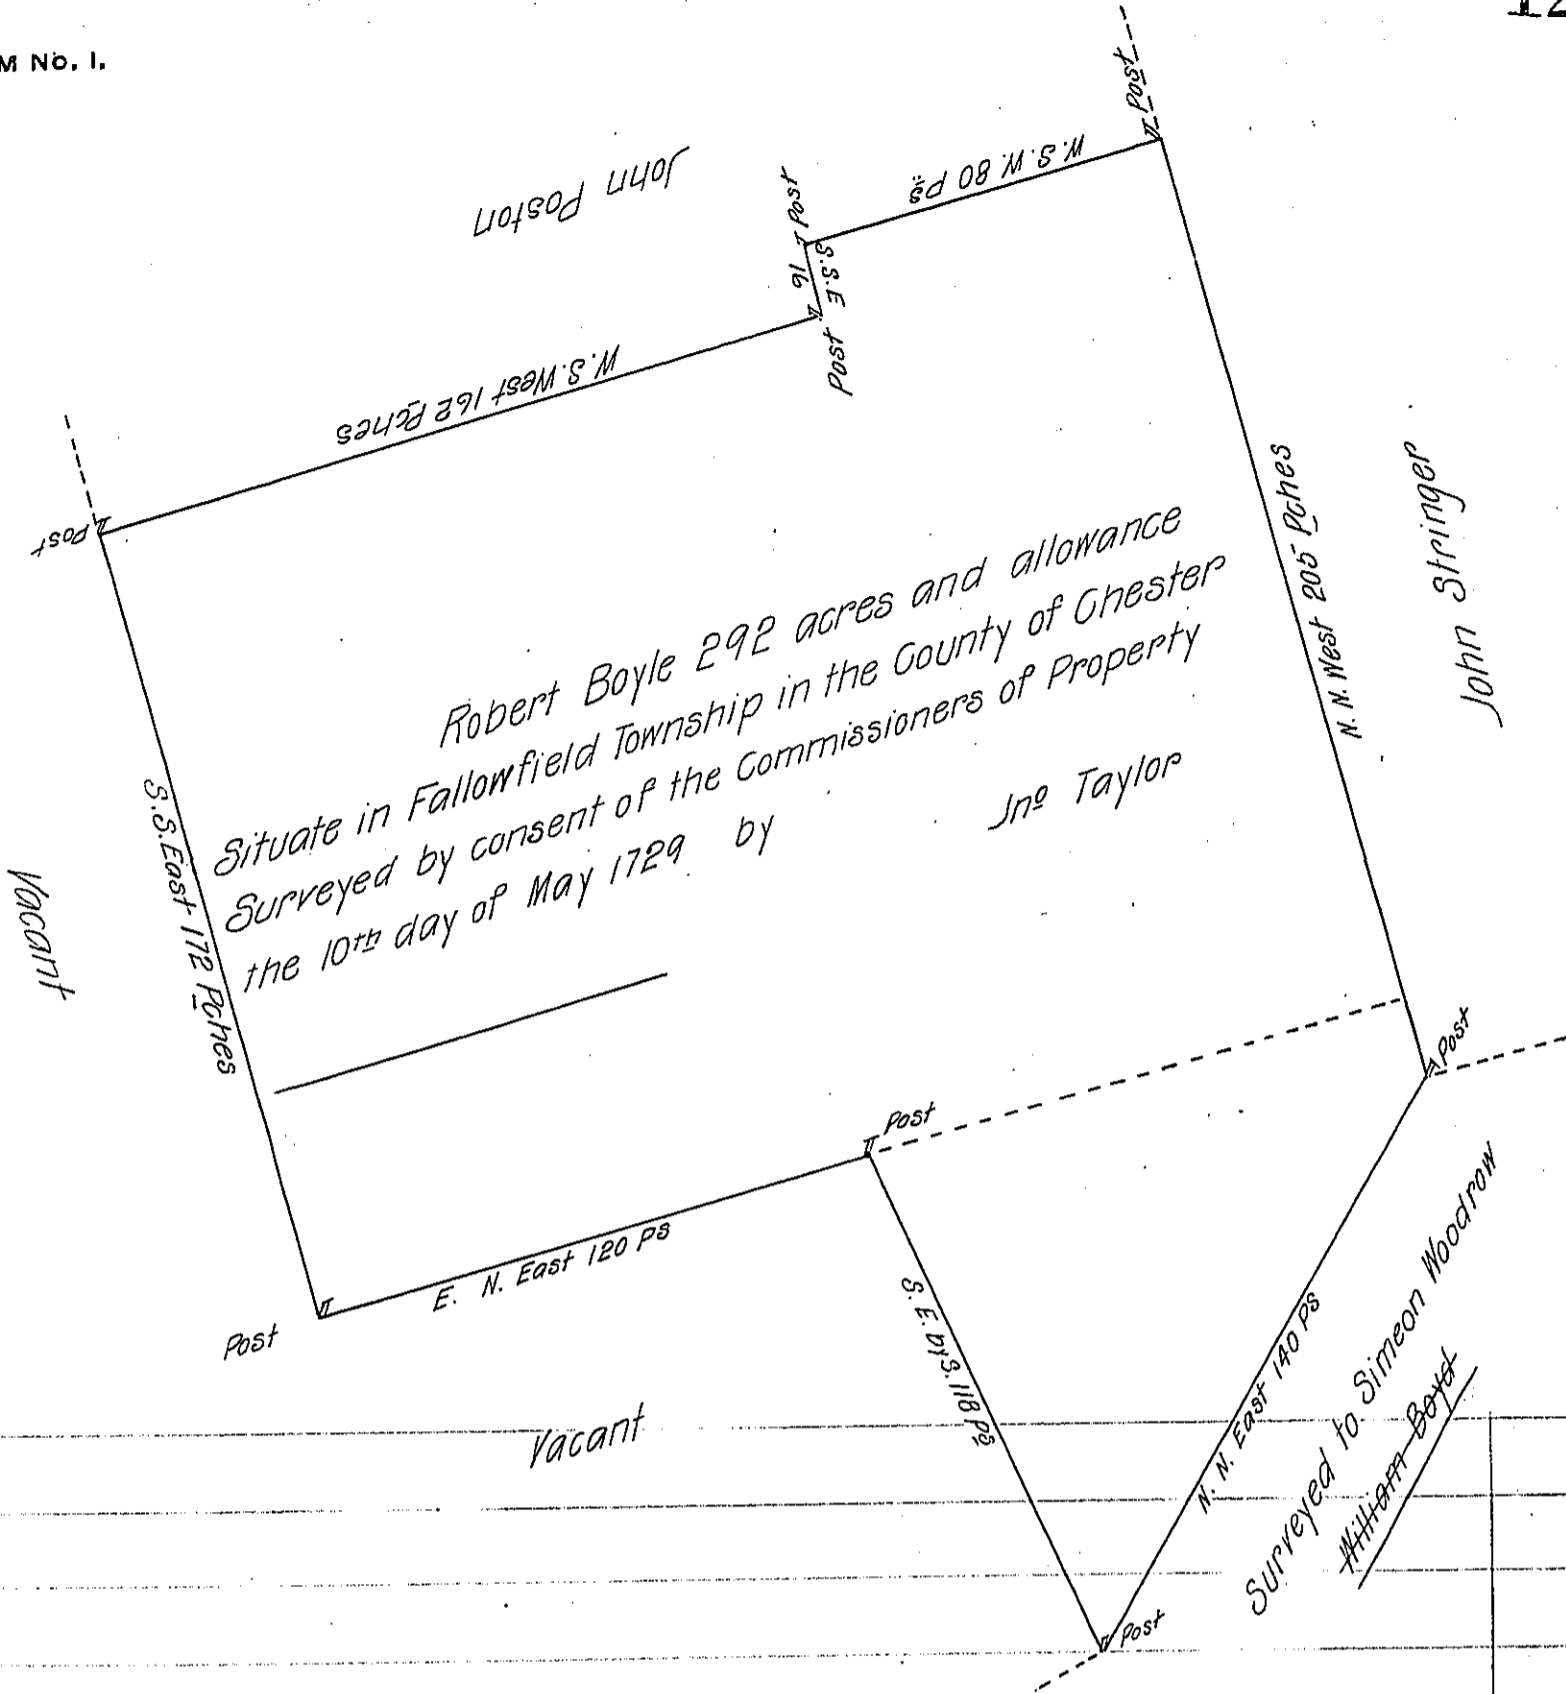 M No. 1.
12
Post
W.S.W. 80 ps
John Poston
Post
16
S.S.E
Post
W.S.West 162 Pches
Post
N.N.West 205 Pches
John Stringer
Robert Boyle 292 acres and allowance
Situate in Fallowfield Township in the County of Chester
Surveyed by consent of the Commissioners of Property
the 10th day of May 1729 by Jno Taylor
S.S.East 172 Pches
Vacant
Post
Post
E. N. East 120 Ps
Post
S.E. by S. 118 Ps
N. N. East 140 Ps
Surveyed to Simeon Woodrow
William Boyd
Vacant
Post